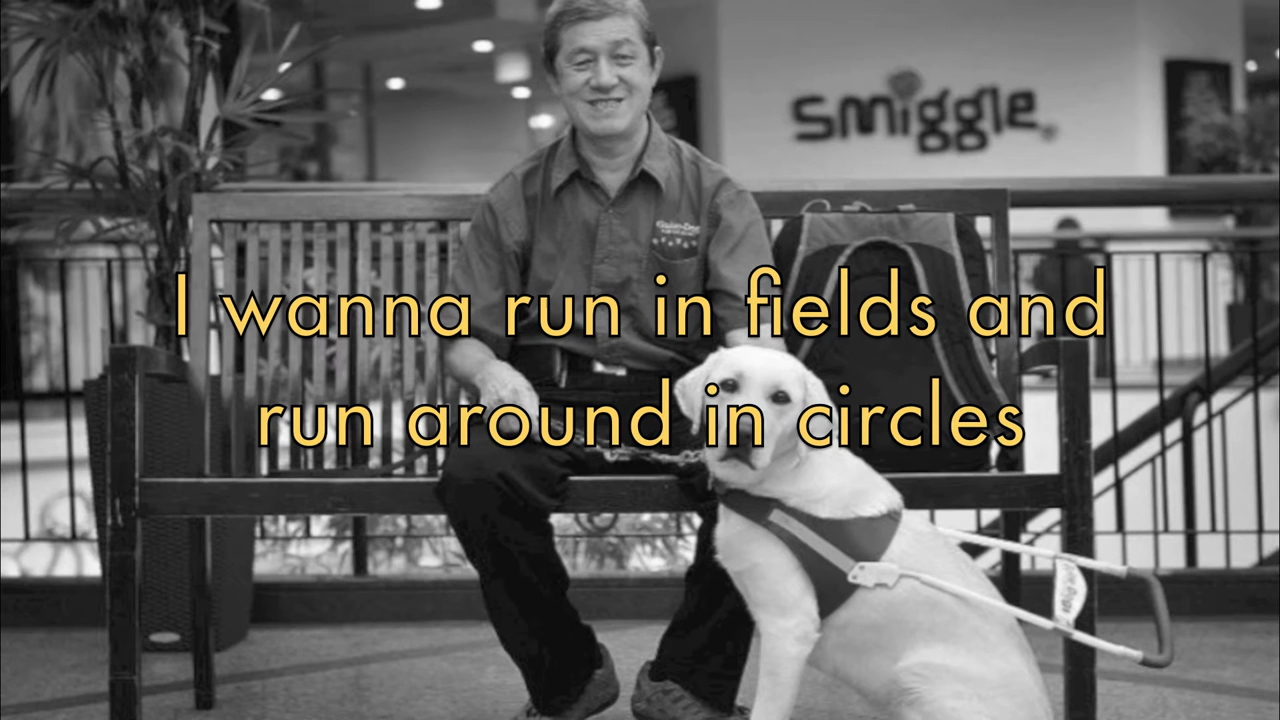 smiggle
I wanna run in fields and
run around in circles